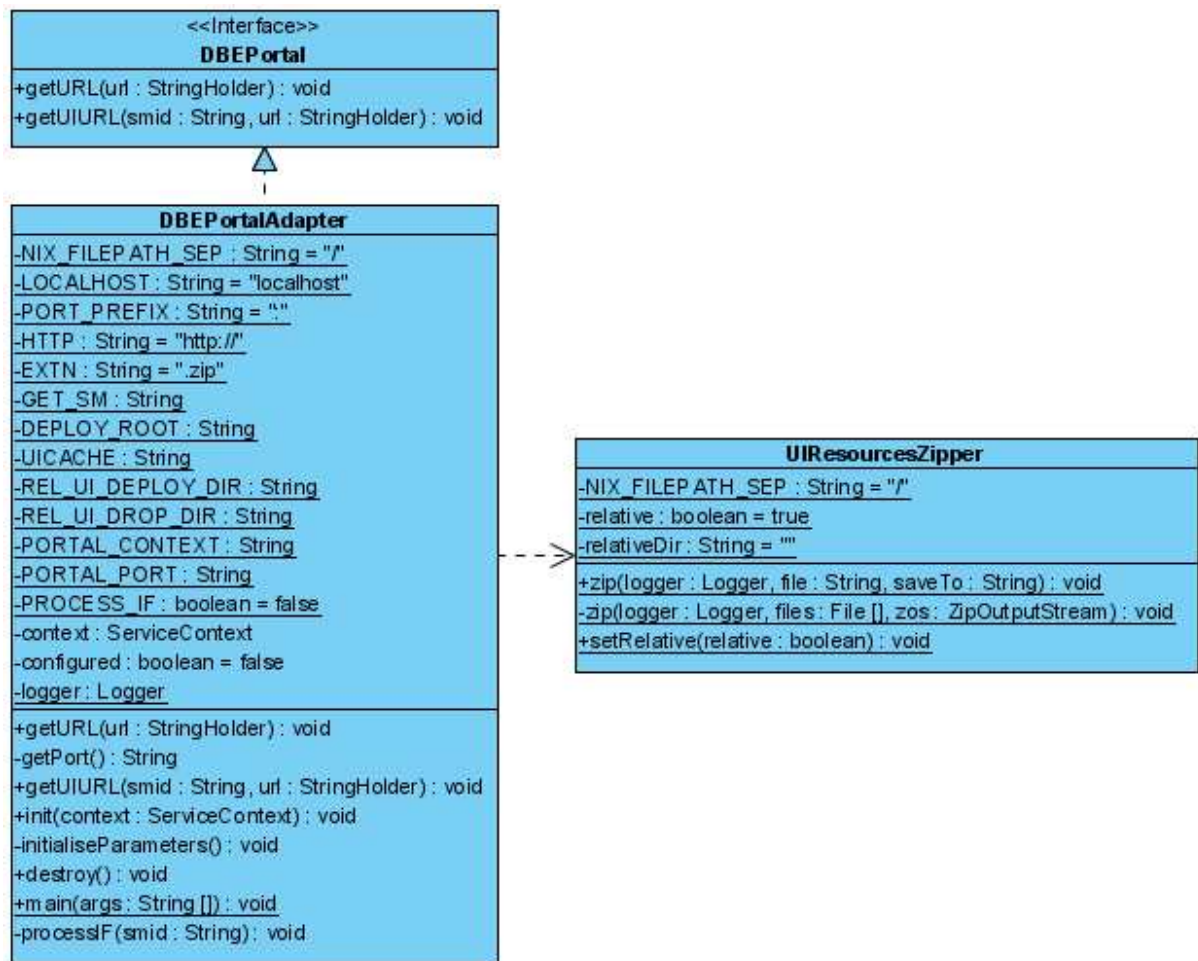 <<Interface>>
DBEPortal
+getURL(url : StringHolder) : void
+getUIURL(smid : String, url : StringHolder) : void
DBEPortalAdapter
-NIX_FILEPATH_SEP : String = "/"
-LOCALHOST : String = "localhost"
-PORT_PREFIX : String = ":"
-HTTP : String = "http://"
-EXTN : String = ".zip"
-GET_SM : String
-DEPLOY_ROOT : String
-UICACHE : String
-REL_UI_DEPLOY_DIR : String
-REL_UI_DROP_DIR : String
-PORTAL_CONTEXT : String
-PORTAL_PORT : String
-PROCESS_IF : boolean = false
-context : ServiceContext
-configured : boolean = false
-logger : Logger
+getURL(url : StringHolder) : void
-getPort() : String
+getUIURL(smid : String, url : StringHolder) : void
+init(context : ServiceContext) : void
-initialiseParameters() : void
+destroy() : void
+main(args : String []) : void
-processIF(smid : String) : void
UIResourcesZipper
-NIX_FILEPATH_SEP : String = "/"
-relative : boolean = true
-relativeDir : String = ""
+zip(logger : Logger, file : String, saveTo : String) : void
-zip(logger : Logger, files : File [], zos : ZipOutputStream) : void
+setRelative(relative : boolean) : void